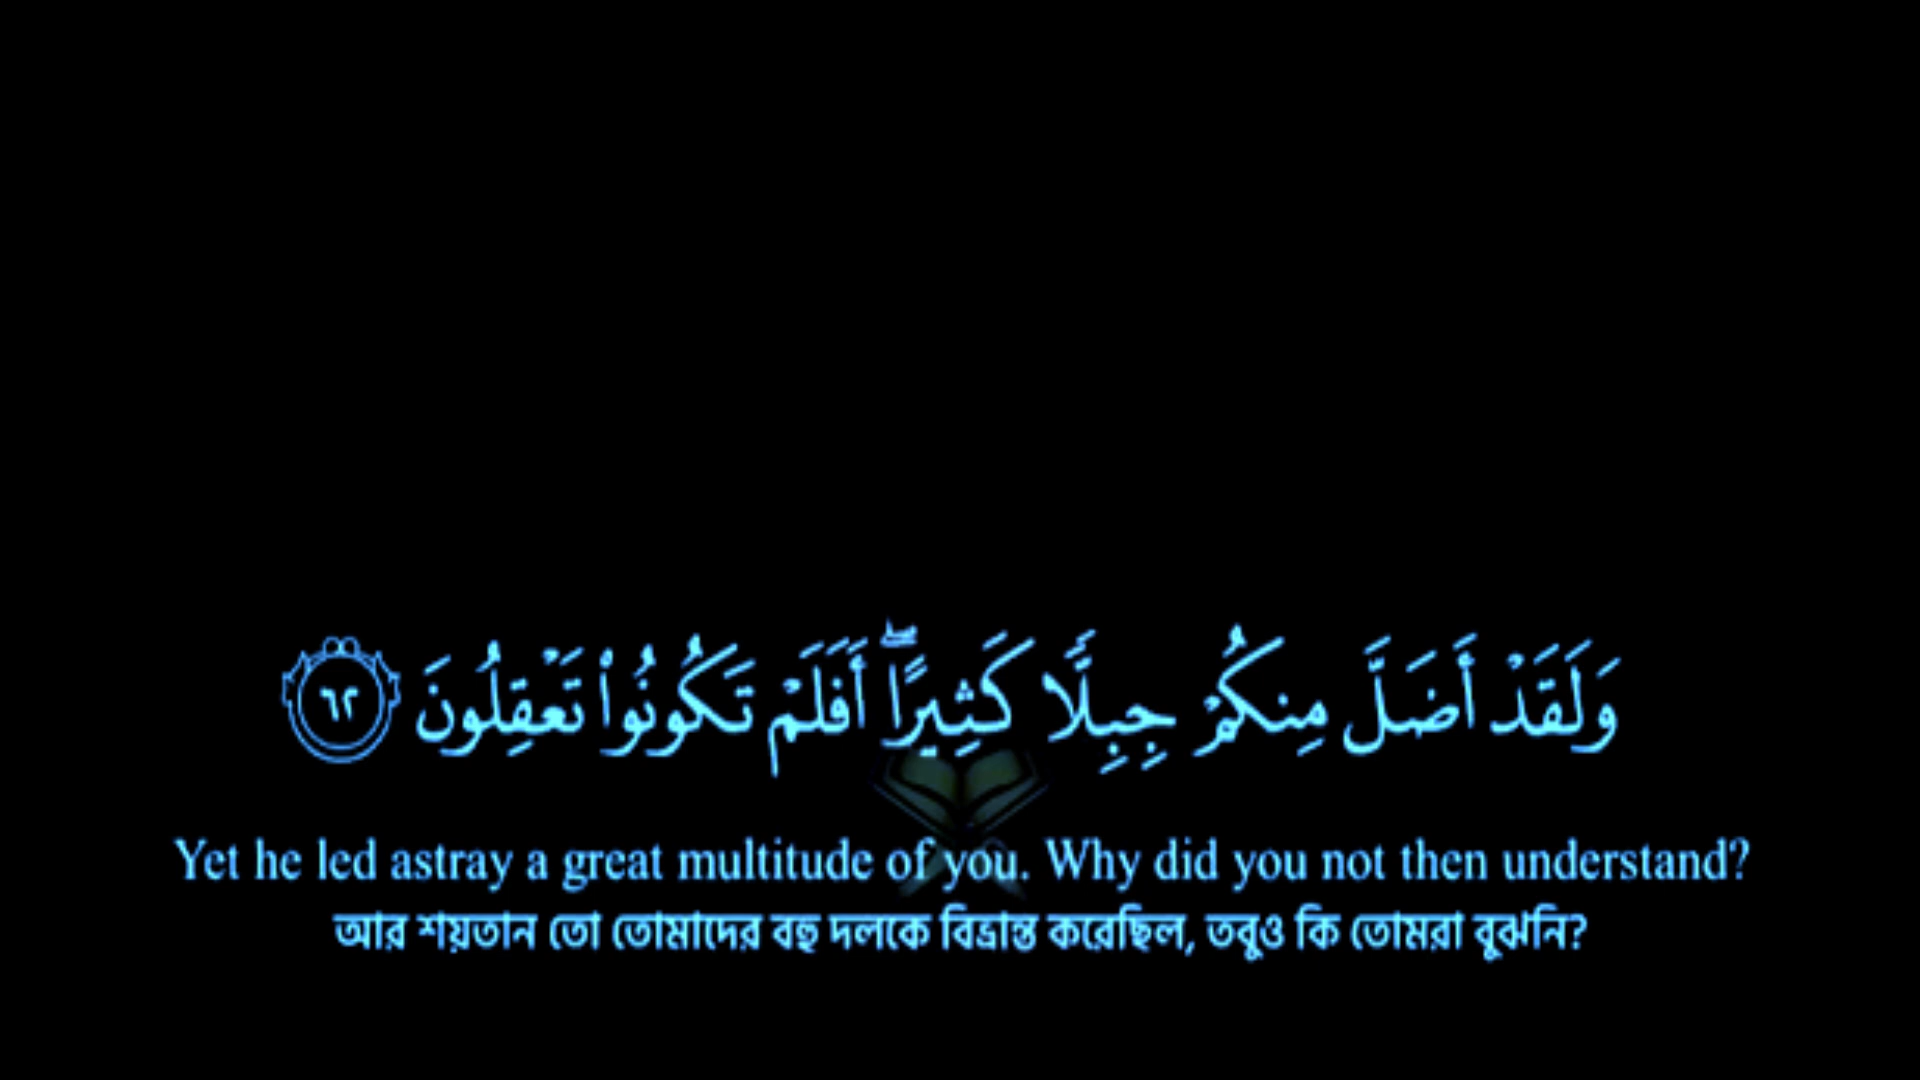 وَلَقَدۡ أَضَلَّ مِنكُمۡ جِبِلّٗا كَثِيرًاۖ أَفَلَمۡ تَكُونُواْ تَعۡقِلُونَ ٦٢
Yet he led astray a great multitude of you. Why did you not then understand?
আর শয়তান তো তোমাদের বহু দলকে বিভ্রান্ত করেছিল, তবুও কি তোমরা বুঝনি?